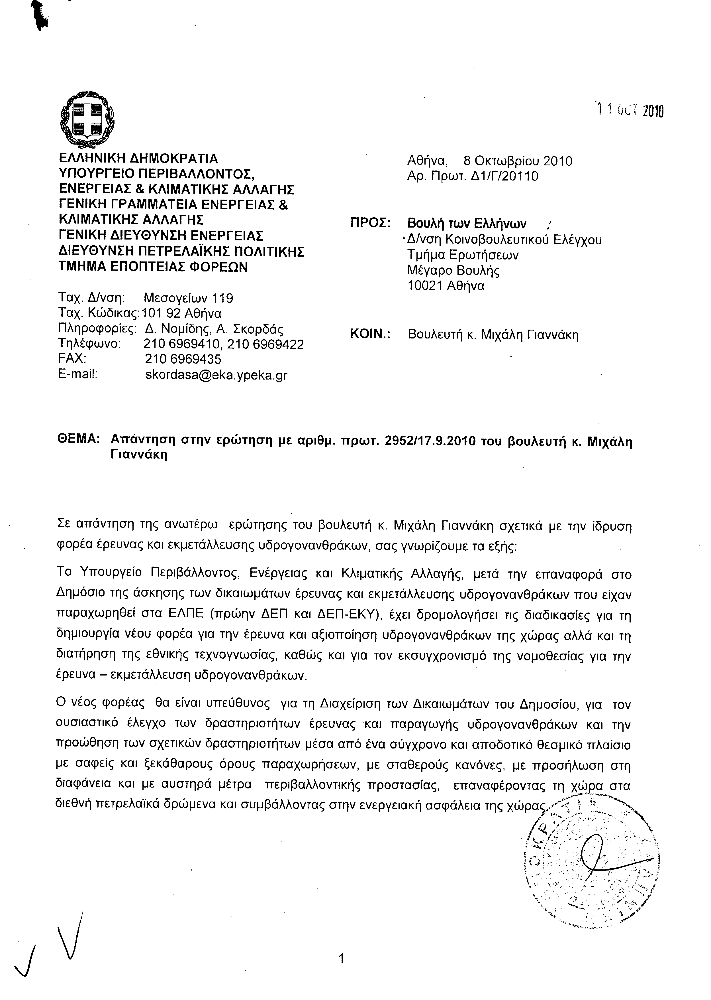 11 OCT 2010
ΕΛΛΗΝΙΚΗ ΔΗΜΟΚΡΑΤΙΑ
ΥΠΟΥΡΓΕΙΟ ΠΕΡΙΒΑΛΛΟΝΤΟΣ,
ΕΝΕΡΓΕΙΑΣ & ΚΛΙΜΑΤΙΚΗΣ ΑΛΛΑΓΗΣ
ΓΕΝΙΚΗ ΓΡΑΜΜΑΤΕΙΑ ΕΝΕΡΓΕΙΑΣ &
ΚΛΙΜΑΤΙΚΗΣ ΑΛΛΑΓΗΣ
ΓΕΝΙΚΗ ΔΙΕΥΘΥΝΣΗ ΕΝΕΡΓΕΙΑΣ
ΔΙΕΥΘΥΝΣΗ ΠΕΤΡΕΛΑΪΚΗΣ ΠΟΛΙΤΙΚΗΣ
ΤΜΗΜΑ ΕΠΟΠΤΕΙΑΣ ΦΟΡΕΩΝ
Ταχ. Δ/νση: Μεσογείων 119
Ταχ. Κώδικας:101 92 Αθήνα
Πληροφορίες: Δ. Νομίδης, Α. Σκορδάς
Τηλέφωνο: 210 6969410, 210 6969422
FAX: 210 6969435
E-mail: skordasa@eka.ypeka.gr
Αθήνα, 8 Οκτωβρίου 2010
Αρ. Πρωτ. Δ1/Γ/20110
ΠΡΟΣ: Βουλή των Ελλήνων
Δ/νση Κοινοβουλευτικού Ελέγχου
Τμήμα Ερωτήσεων
Μέγαρο Βουλής
10021 Αθήνα
ΚΟΙΝ.: Βουλευτή κ. Μιχάλη Γιαννάκη
ΘΕΜΑ: Απάντηση στην ερώτηση με αριθμ. πρωτ. 2952/17.9.2010 του βουλευτή κ. Μιχάλη
Γιαννάκη
Σε απάντηση της ανωτέρω ερώτησης του βουλευτή κ. Μιχάλη Γιαννάκη σχετικά με την ίδρυση
φορέα έρευνας και εκμετάλλευσης υδρογονανθράκων, σας γνωρίζουμε τα εξής:
Το Υπουργείο Περιβάλλοντος, Ενέργειας και Κλιματικής Αλλαγής, μετά την επαναφορά στο
Δημόσιο της άσκησης των δικαιωμάτων έρευνας και εκμετάλλευσης υδρογονανθράκων που είχαν
παραχωρηθεί στα ΕΛΠΕ (πρώην ΔΕΠ και ΔΕΠ-ΕΚΥ), έχει δρομολογήσει τις διαδικασίες για τη
δημιουργία νέου φορέα για την έρευνα και αξιοποίηση υδρογονανθράκων της χώρας αλλά και τη
διατήρηση της εθνικής τεχνογνωσίας, καθώς και για τον εκσυγχρονισμό της νομοθεσίας για την
έρευνα – εκμετάλλευση υδρογονανθράκων.
Ο νέος φορέας θα είναι υπεύθυνος για τη Διαχείριση των Δικαιωμάτων του Δημοσίου, για τον
ουσιαστικό έλεγχο των δραστηριοτήτων έρευνας και παραγωγής υδρογονανθράκων και την
προώθηση των σχετικών δραστηριοτήτων μέσα από ένα σύγχρονο και αποδοτικό θεσμικό πλαίσιο
με σαφείς και ξεκάθαρους όρους παραχωρήσεων, με σταθερούς κανόνες, με προσήλωση στη
διαφάνεια και με αυστηρά μέτρα περιβαλλοντικής προστασίας, επαναφέροντας τη χώρα στα
διεθνή πετρελαϊκά δρώμενα και συμβάλλοντας στην ενεργειακή ασφάλεια της χώρας
1